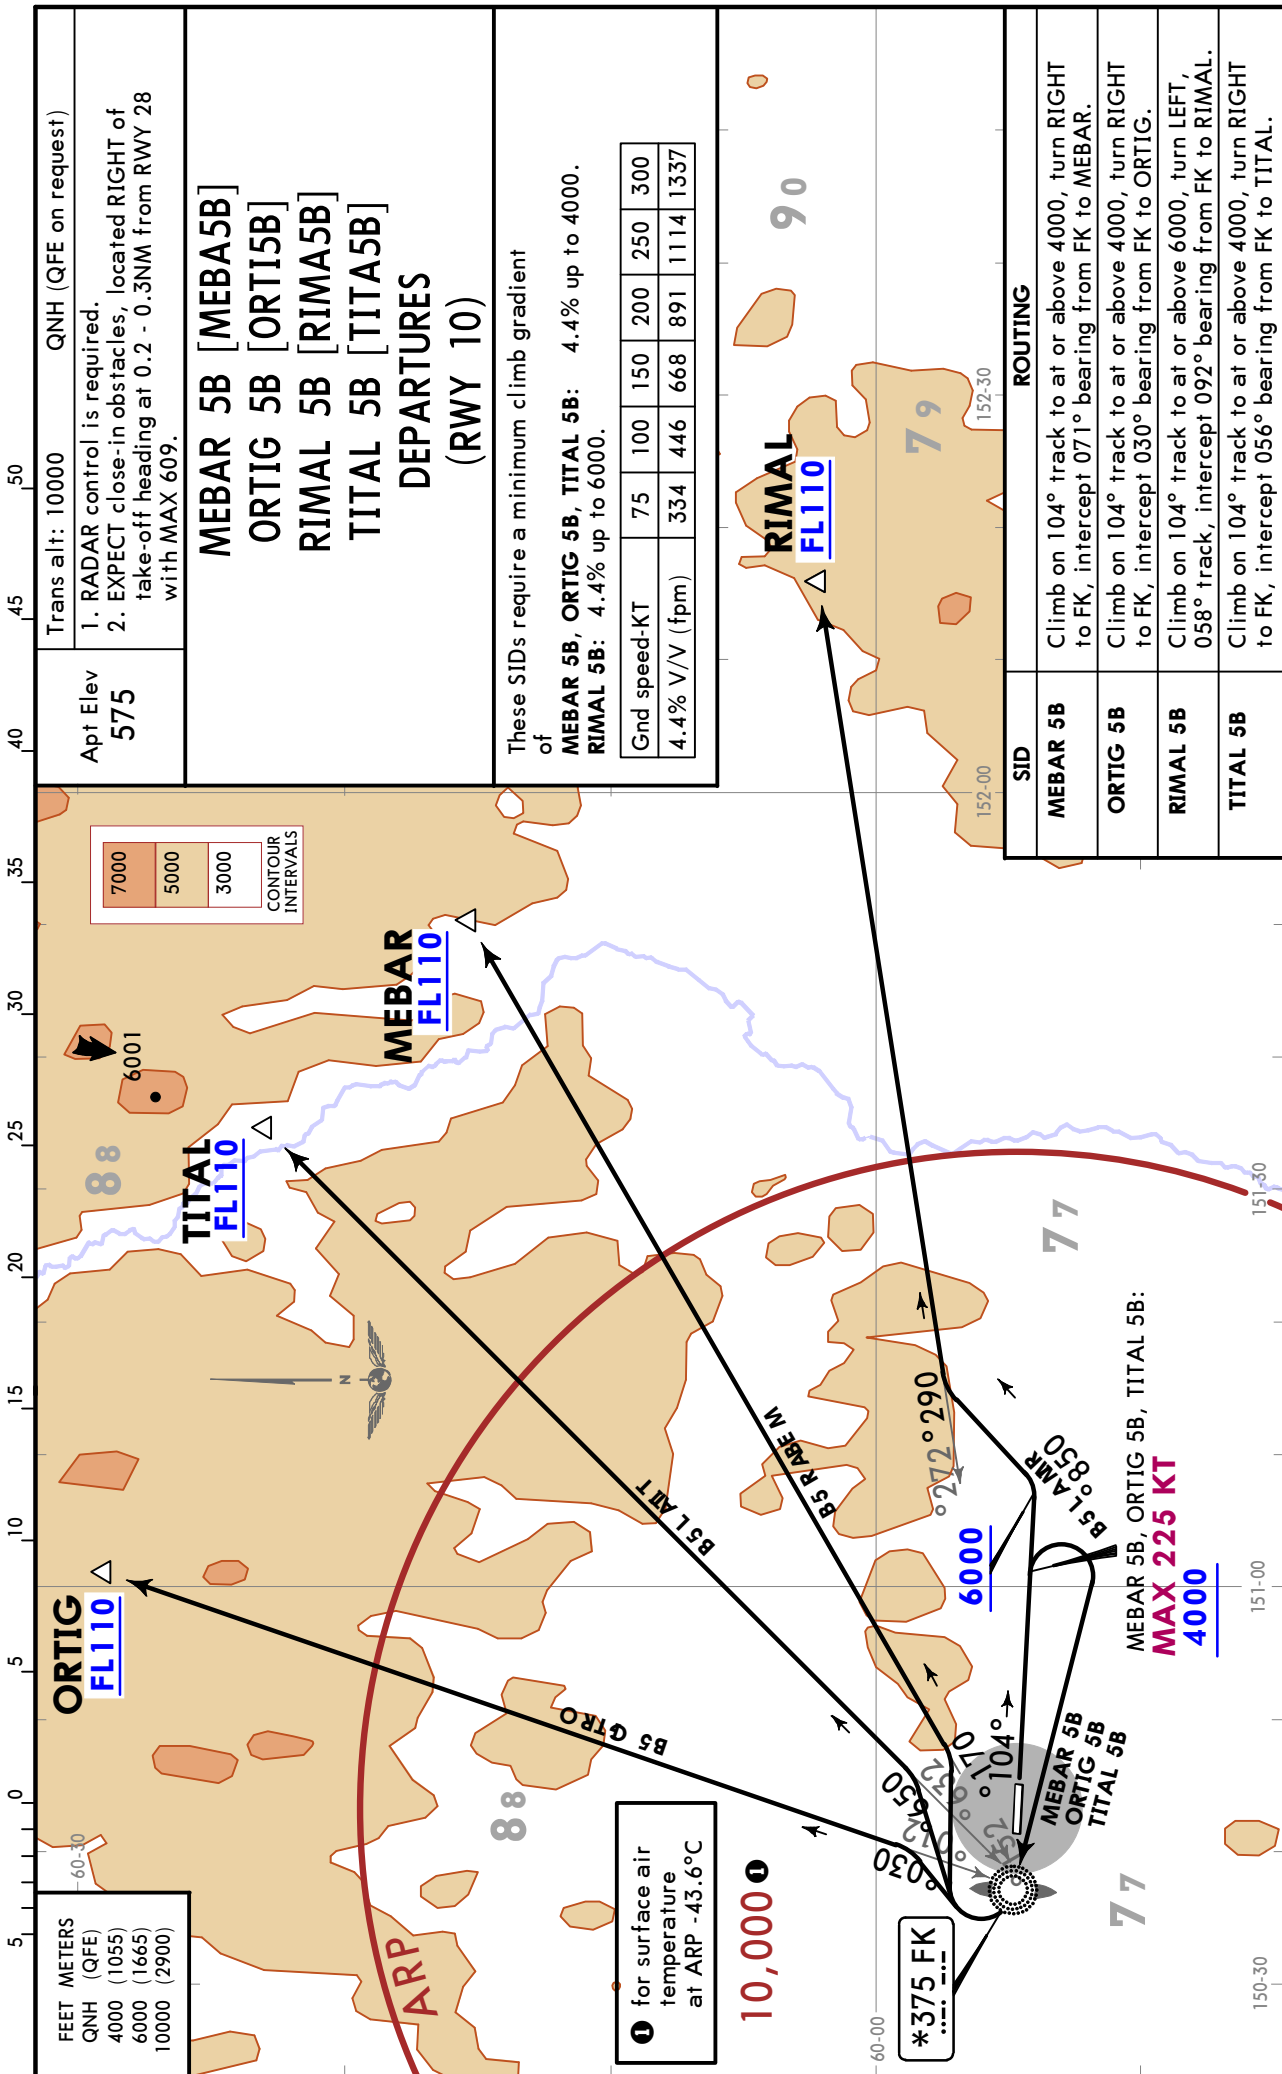 FEET METERS
QNH (QFE)
4000 (1055)
6000 (1665)
10000 (2900)
5
0
5
10
15
20
25
30
35
40
45
50
Apt Elev
575
Trans alt: 10000 QNH (QFE on request)
1. RADAR control is required.
2. EXPECT close-in obstacles, located RIGHT of
take-off heading at 0.2 - 0.3NM from RWY 28
with MAX 609.
MEBAR 5B [MEBA5B]
ORTIG 5B [ORTI5B]
RIMAL 5B [RIMA5B]
TITAL 5B [TITA5B]
DEPARTURES
(RWY 10)
These SIDs require a minimum climb gradient
of
MEBAR 5B, ORTIG 5B, TITAL 5B: 4.4% up to 4000.
RIMAL 5B: 4.4% up to 6000.
Gnd speed-KT 75 100 150 200 250 300
4.4% V/V (fpm) 334 446 668 891 1114 1337
7000
5000
3000
CONTOUR
INTERVALS
60-30
ORTIG
FL110
TITAL
FL110
6001
MEBAR
FL110
RIMAL
FL110
88
88
90
79
77
77
N
ARP
❶ for surface air
temperature
at ARP -43.6°C
10,000 ❶
60-00
*375 FK
°030
°012
°650
°632
°170
°104°
B5 GITRO
B5 LATIT
B5 RABEM
B5 LAMIR
°850
°272
°290
6000
MEBAR 5B, ORTIG 5B, TITAL 5B:
MAX 225 KT
4000
MEBAR 5B
ORTIG 5B
TITAL 5B
150-30
151-00
151-30
152-00
152-30
SID ROUTING
MEBAR 5B Climb on 104° track to at or above 4000, turn RIGHT
to FK, intercept 071° bearing from FK to MEBAR.
ORTIG 5B Climb on 104° track to at or above 4000, turn RIGHT
to FK, intercept 030° bearing from FK to ORTIG.
RIMAL 5B Climb on 104° track to at or above 6000, turn LEFT,
058° track, intercept 092° bearing from FK to RIMAL.
TITAL 5B Climb on 104° track to at or above 4000, turn RIGHT
to FK, intercept 056° bearing from FK to TITAL.